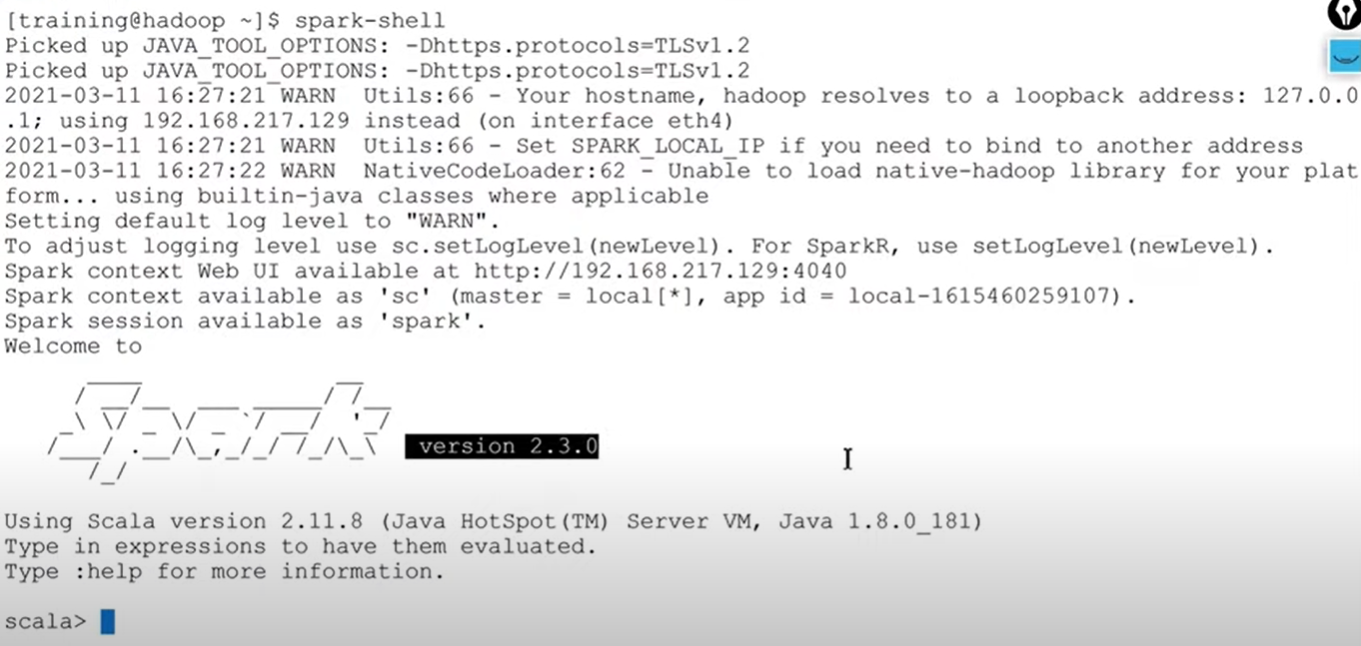 [training@hadoop ~]$ spark-shell
Picked up JAVA_TOOL_OPTIONS: -Dhttps.protocols=TLSv1.2
Picked up JAVA_TOOL_OPTIONS: -Dhttps.protocols=TLSv1.2
2021-03-11 16:27:21 WARN  Utils:66 - Your hostname, hadoop resolves to a loopback address: 127.0.0
.1; using 192.168.217.129 instead (on interface eth4)
2021-03-11 16:27:21 WARN  Utils:66 - Set SPARK_LOCAL_IP if you need to bind to another address
2021-03-11 16:27:22 WARN  NativeCodeLoader:62 - Unable to load native-hadoop library for your plat
form... using builtin-java classes where applicable
Setting default log level to "WARN".
To adjust logging level use sc.setLogLevel(newLevel). For SparkR, use setLogLevel(newLevel).
Spark context Web UI available at http://192.168.217.129:4040
Spark context available as 'sc' (master = local[*], app id = local-1615460259107).
Spark session available as 'spark'.
Welcome to
Spark version 2.3.0
Using Scala version 2.11.8 (Java HotSpot(TM) Server VM, Java 1.8.0_181)
Type in expressions to have them evaluated.
Type :help for more information.
scala>